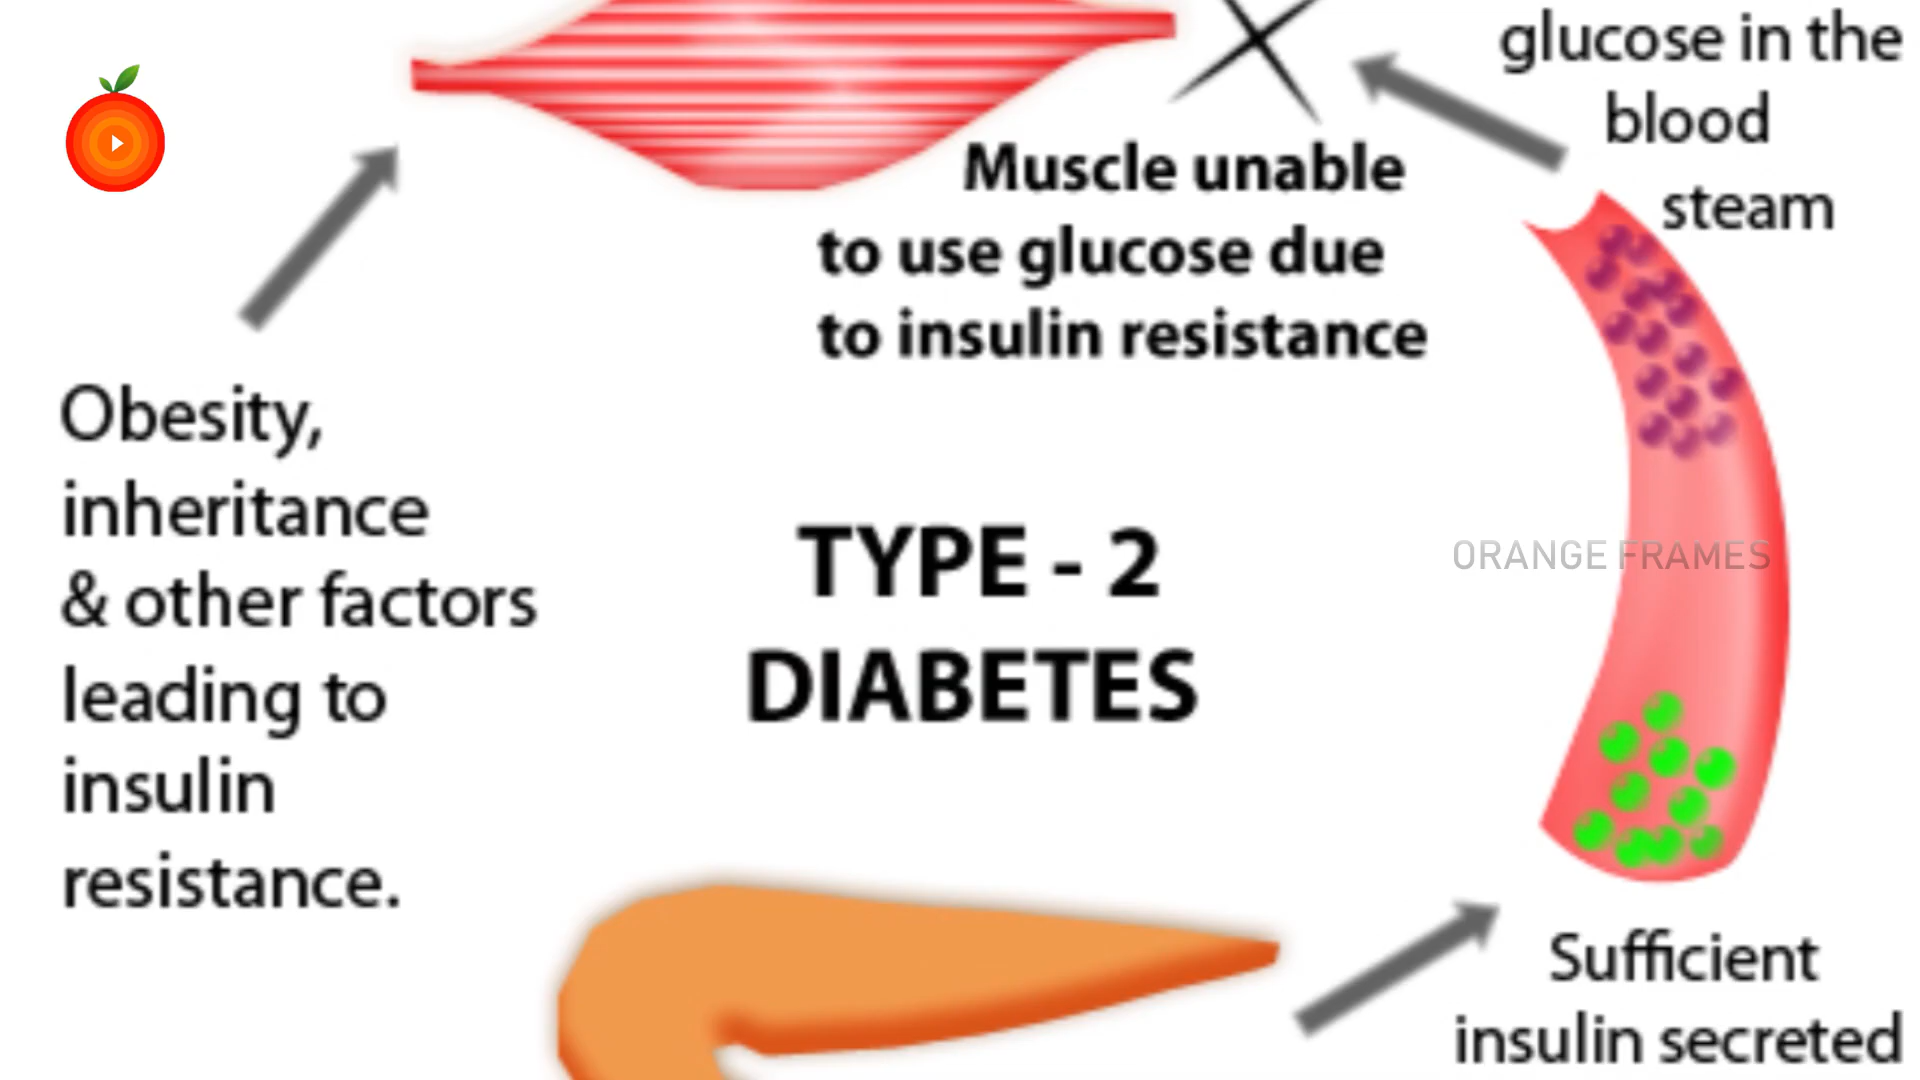 glucose in the
blood
steam
Muscle unable
to use glucose due
to insulin resistance
Obesity,
inheritance
& other factors
leading to
insulin
resistance.
TYPE - 2
DIABETES
ORANGE FRAMES
Sufficient
insulin secreted